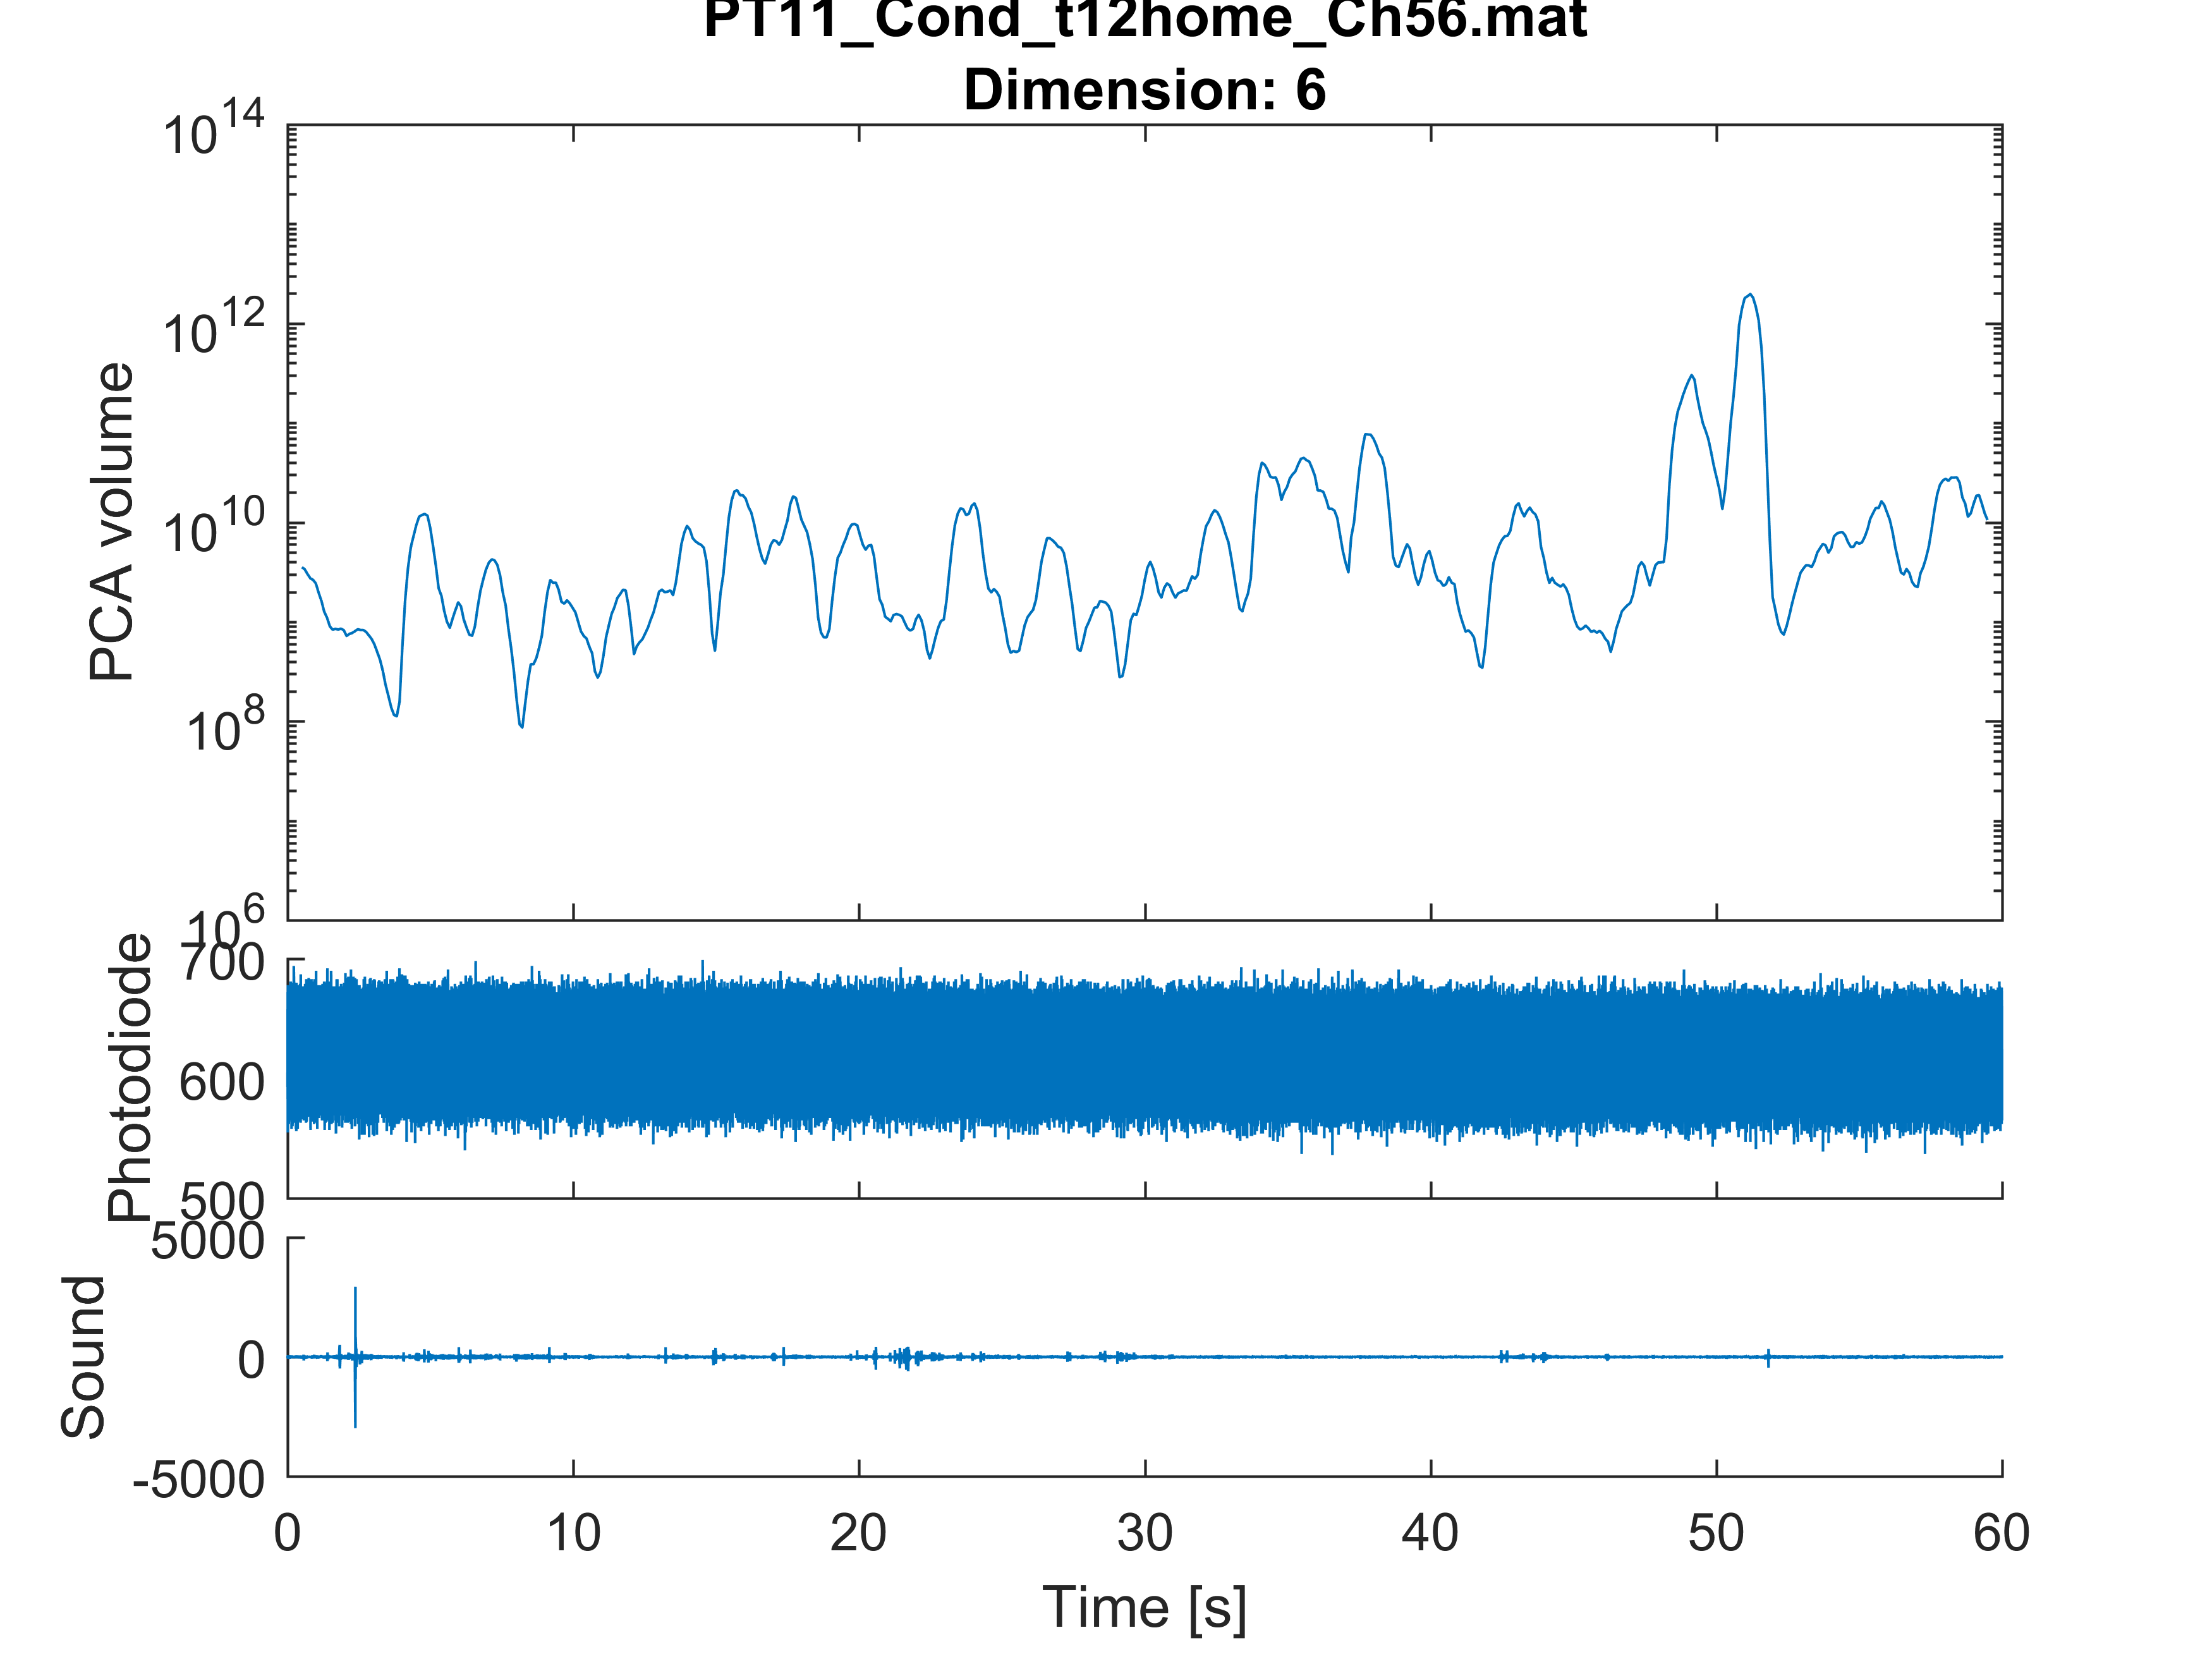 PT11_Cond_t12home_Ch56.mat
Dimension: 6
10^14
10^12
10^10
10^8
10^6
PCA volume
700
600
500
Photodiode
5000
0
-5000
Sound
0 10 20 30 40 50 60
Time [s]